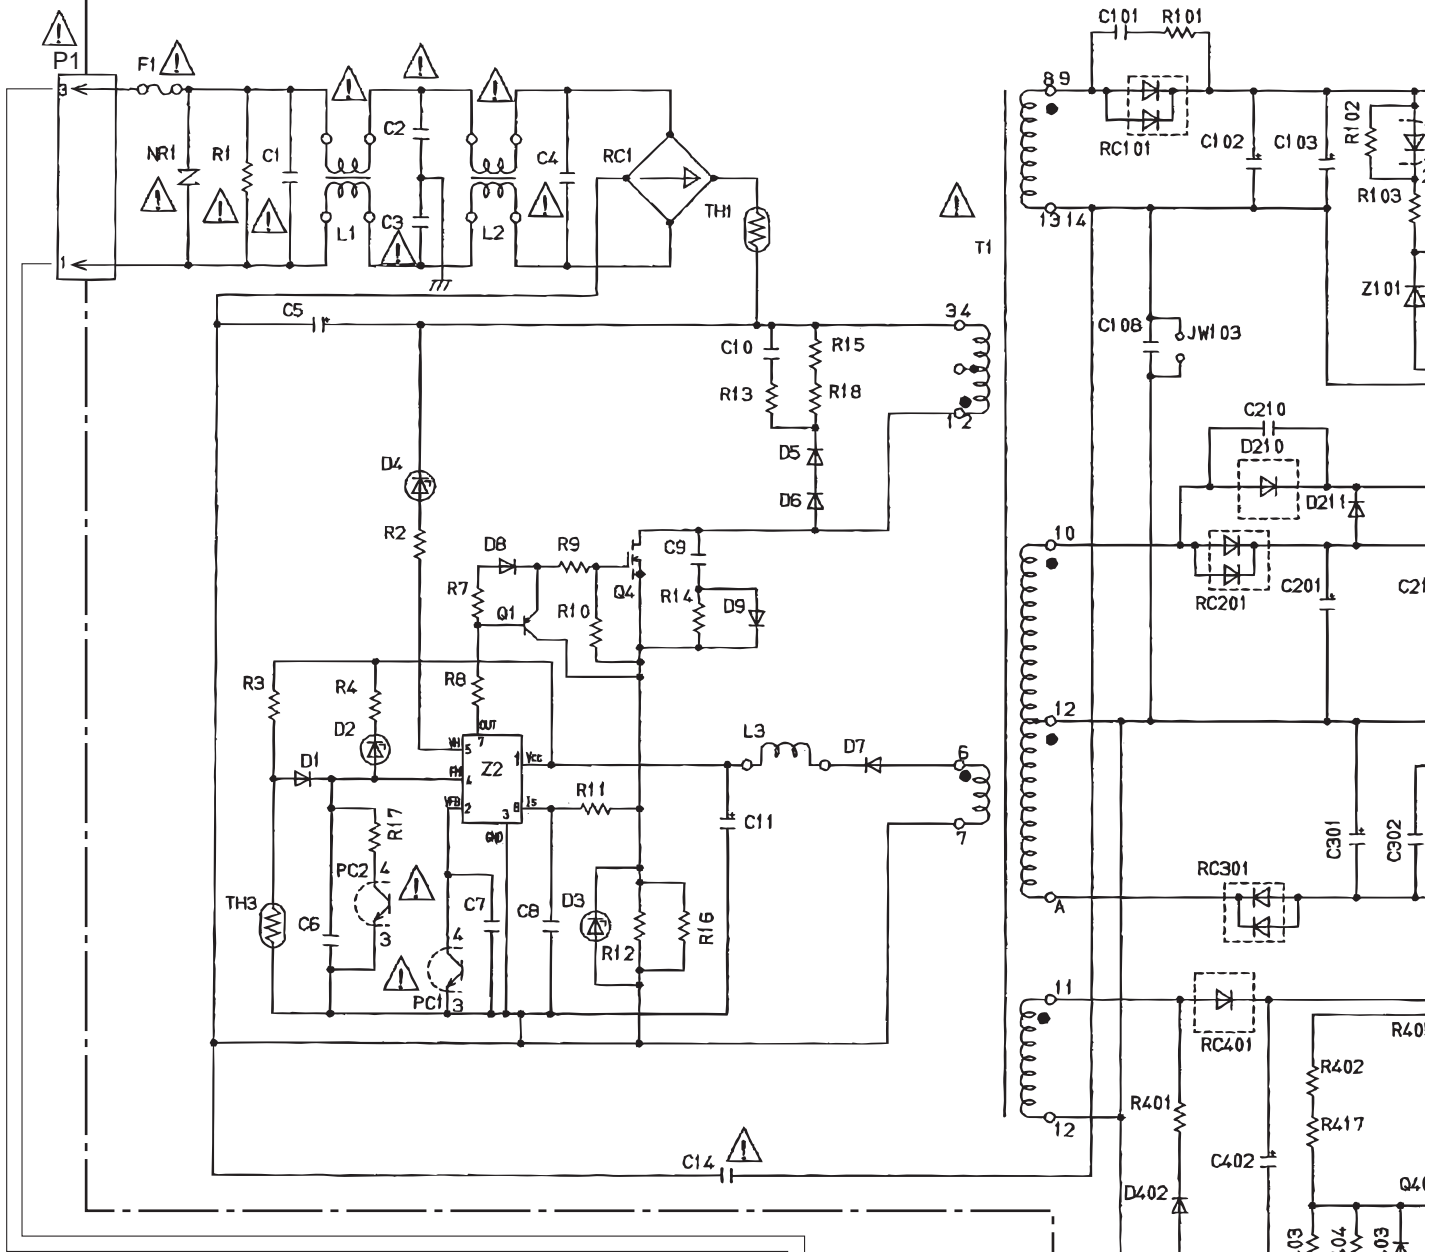 C101 R101
P1
F1
8 9
3
C2
R102
NR1 R1 C1
C4 RC1
RC101
C102 C103
R103
TH1
L1 C3 L2
13 14
T1
1
Z101
C5
3 4
C108
JW103
C10 R15
R13 R18
1 2
C210
D210
D5
D4
D6
D211
R2
10
D8 R9
C9
R7
Q4
R14 D9
C201
RC201
Q1 R10
R3 R4 R8
12
D2
OUT
7
L3 D7 6
VH 5
1 Vcc
D1
FM 4
Z2
R11
VFB 2
8 Is
3
GND
R17
C11
7
C301 C302
PC2 4
RC301
TH3
C6
3
C7 C8 D3
R12 R16
A
4
PC1 3
11
RC401
R402
R401
R417
12
C14
C402
D402